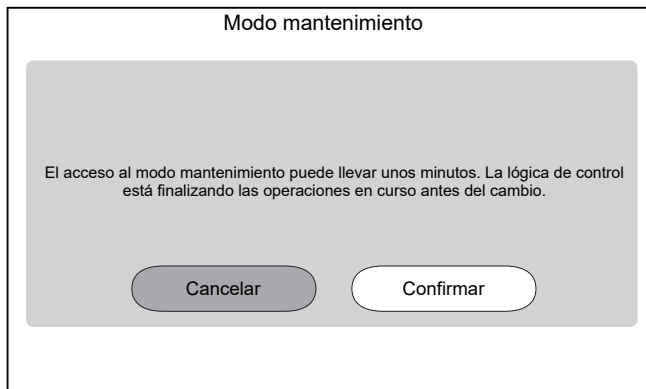 Modo mantenimiento
El acceso al modo mantenimiento puede llevar unos minutos. La lógica de control
está finalizando las operaciones en curso antes del cambio.
Cancelar
Confirmar